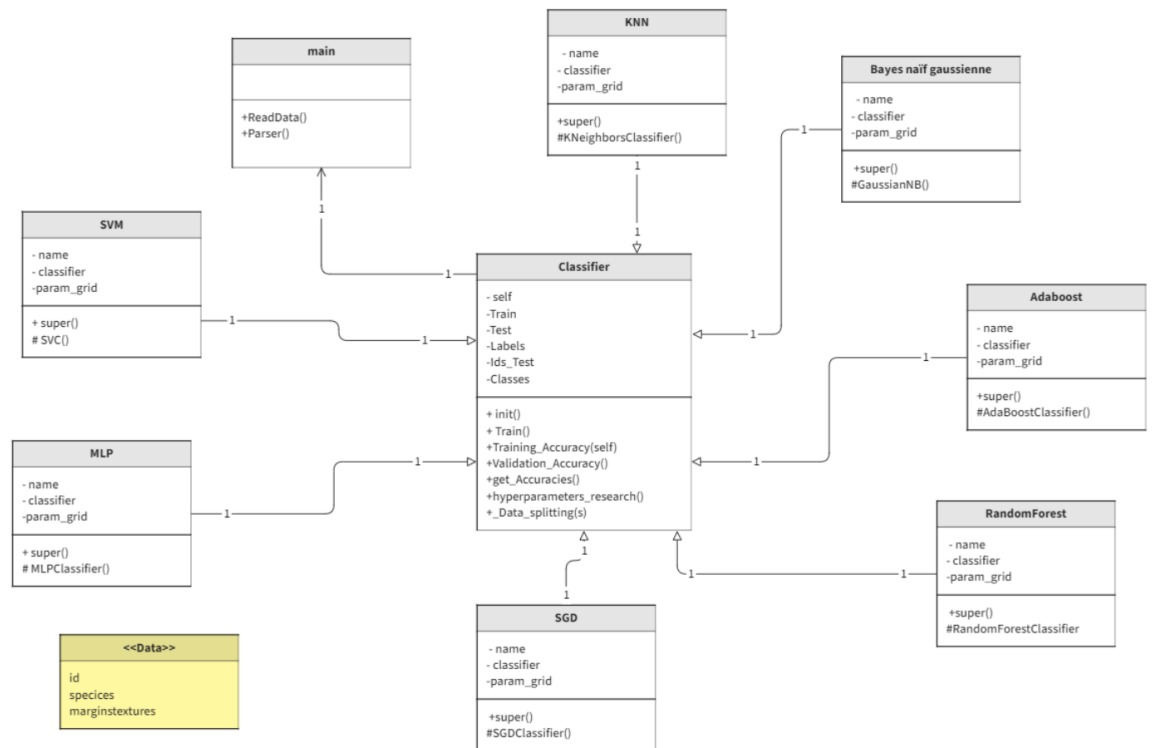 KNN
- name
- classifier
-param_grid
+super()
#KNeighborsClassifier()
1
1
main
+ReadData()
+Parser()
1
1
Bayes naïf gaussienne
- name
- classifier
-param_grid
+super()
#GaussianNB()
1
1
SVM
- name
- classifier
-param_grid
+ super()
# SVC()
1
1
Classifier
- self
-Train
-Test
-Labels
-Ids_Test
-Classes
+ init()
+ Train()
+Training_Accuracy(self)
+Validation_Accuracy()
+get_Accuracies()
+hyperparameters_research()
+_Data_splitting(s)
Adaboost
- name
- classifier
-param_grid
+super()
#AdaBoostClassifier()
1
1
MLP
- name
- classifier
-param_grid
+ super()
# MLPClassifier()
1
1
RandomForest
- name
- classifier
-param_grid
+super()
#RandomForestClassifier
1
1
1
1
SGD
- name
- classifier
-param_grid
+super()
#SGDClassifier()
<<Data>>
id
specices
marginstextures